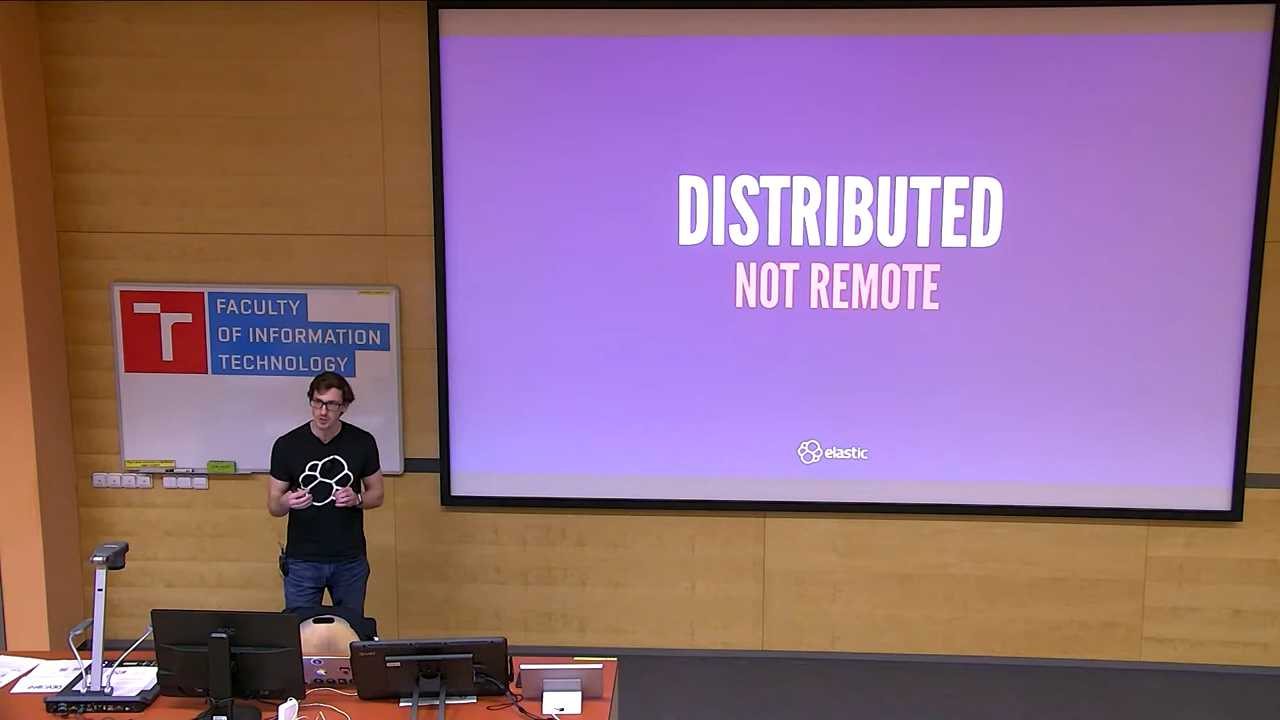 DISTRIBUTED
NOT REMOTE
elastic
FACULTY
OF INFORMATION
TECHNOLOGY